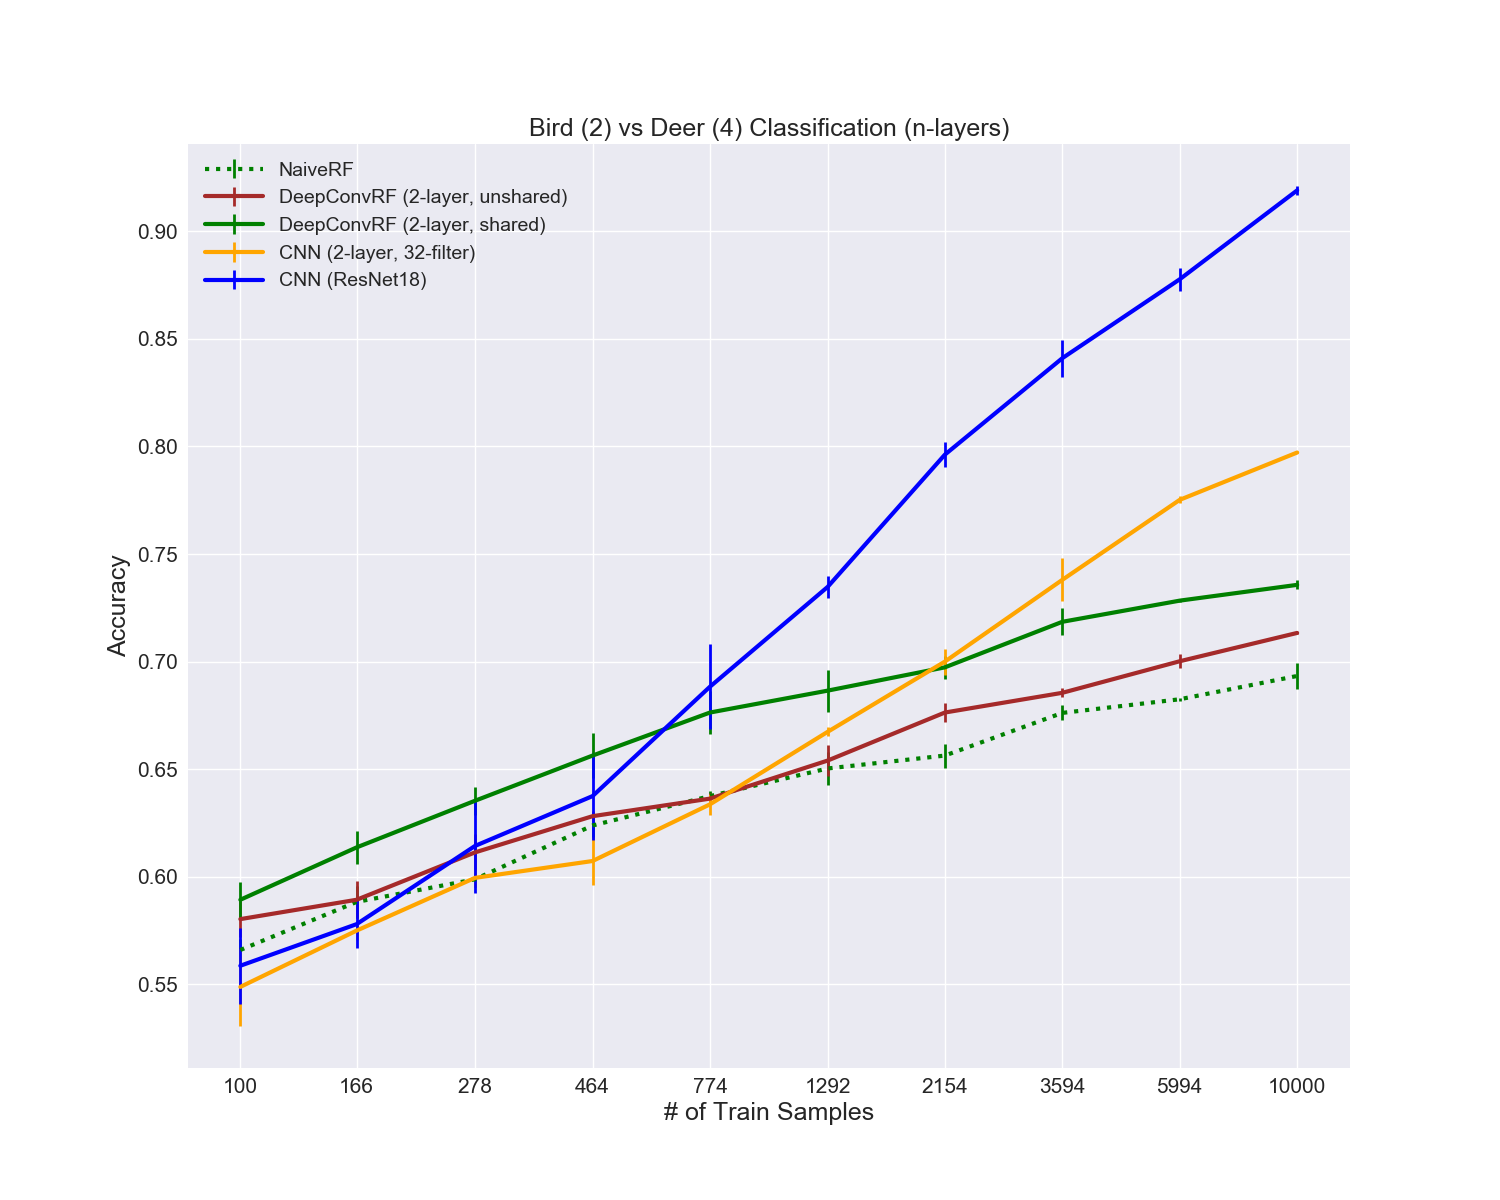 Bird (2) vs Deer (4) Classification (n-layers)
NaiveRF
DeepConvRF (2-layer, unshared)
DeepConvRF (2-layer, shared)
CNN (2-layer, 32-filter)
CNN (ResNet18)
0.90
0.85
0.80
0.75
0.70
0.65
0.60
0.55
Accuracy
100 166 278 464 774 1292 2154 3594 5994 10000
# of Train Samples